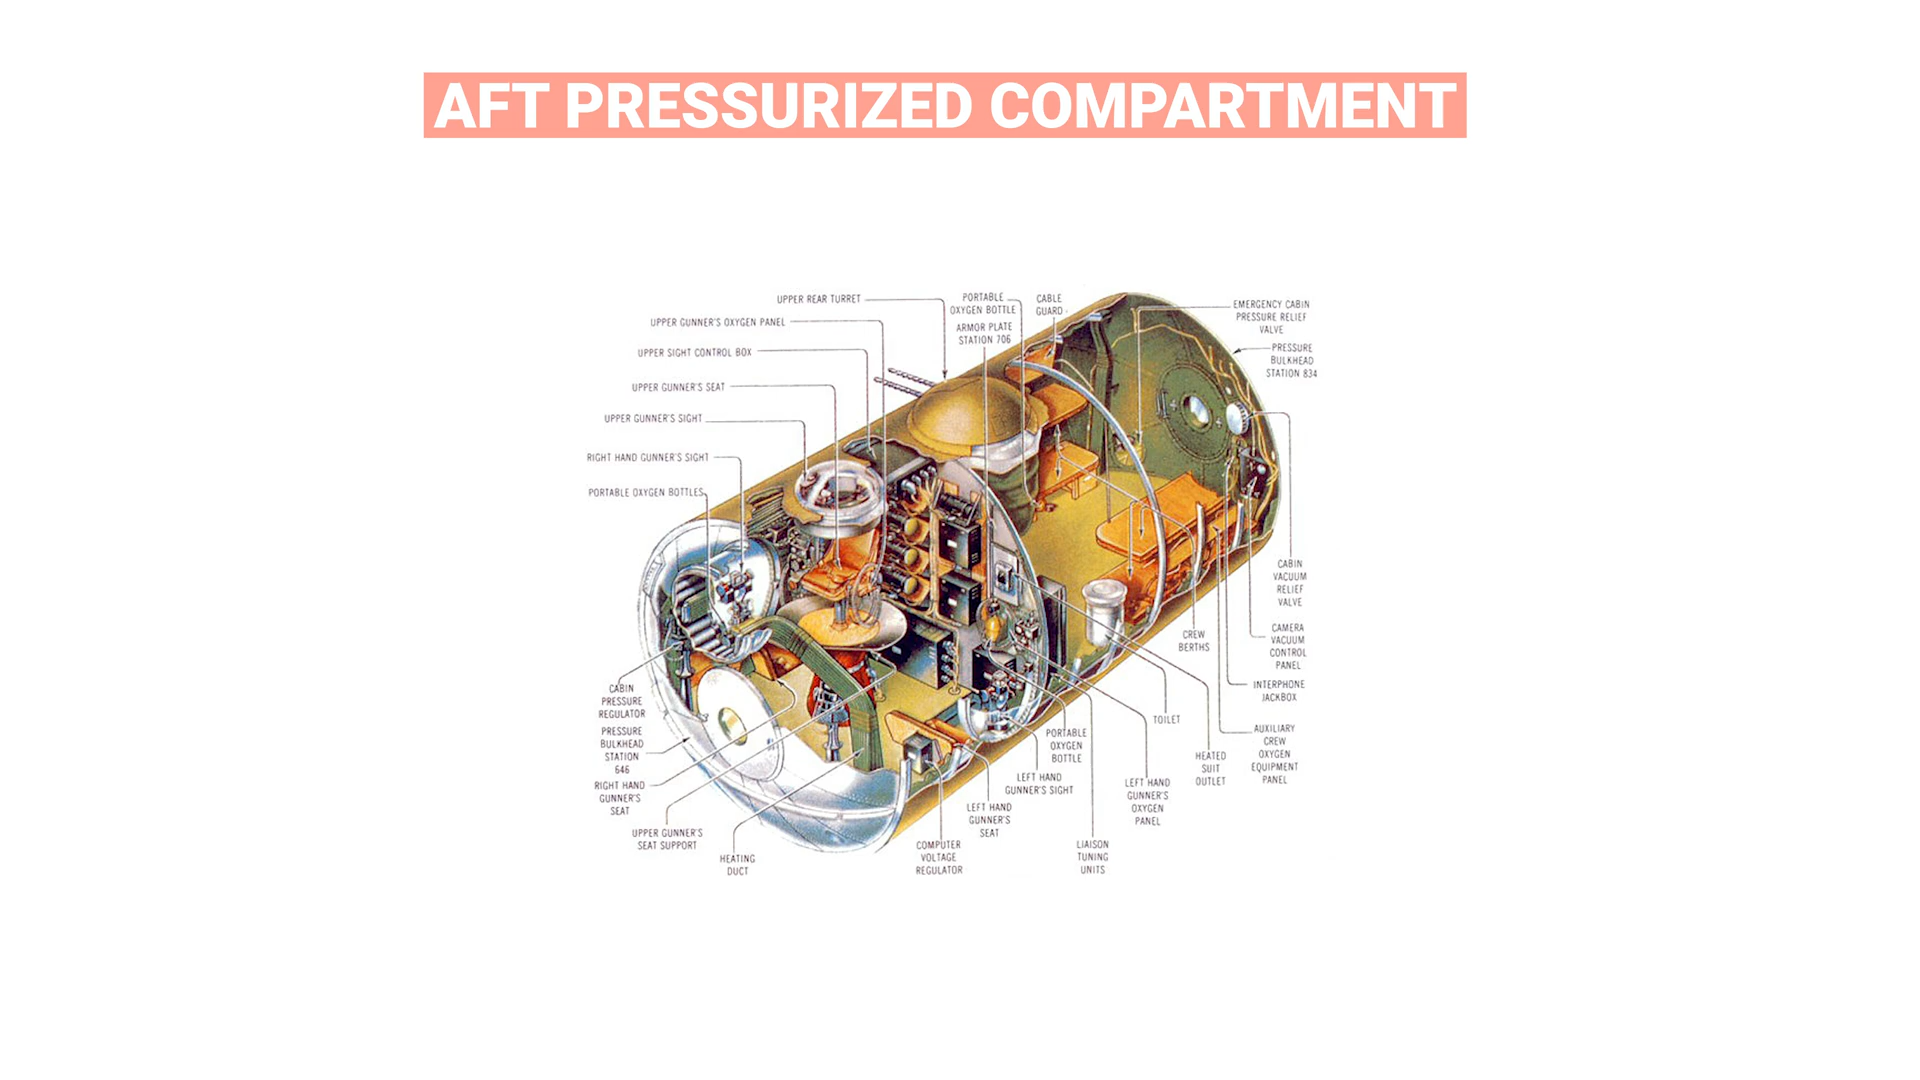 AFT PRESSURIZED COMPARTMENT
UPPER REAR TURRET
PORTABLE
OXYGEN BOTTLE
CABLE
GUARD
EMERGENCY CABIN
PRESSURE RELIEF
VALVE
UPPER GUNNER'S OXYGEN PANEL
ARMOR PLATE
STATION 706
UPPER SIGHT CONTROL BOX
PRESSURE
BULKHEAD
STATION 834
UPPER GUNNER'S SEAT
UPPER GUNNER'S SIGHT
RIGHT HAND GUNNER'S SIGHT
PORTABLE OXYGEN BOTTLES
CABIN
VACUUM
RELIEF
VALVE
CREW
BERTHS
CAMERA
VACUUM
CONTROL
PANEL
CABIN
PRESSURE
REGULATOR
INTERPHONE
JACKBOX
TOILET
PRESSURE
BULKHEAD
STATION
646
PORTABLE
OXYGEN
BOTTLE
AUXILIARY
CREW
OXYGEN
EQUIPMENT
PANEL
HEATED
SUIT
OUTLET
RIGHT HAND
GUNNER'S
SEAT
LEFT HAND
GUNNER'S SIGHT
LEFT HAND
GUNNER'S
OXYGEN
PANEL
LEFT HAND
GUNNER'S
SEAT
UPPER GUNNER'S
SEAT SUPPORT
HEATING
DUCT
COMPUTER
VOLTAGE
REGULATOR
LIAISON
TUNING
UNITS